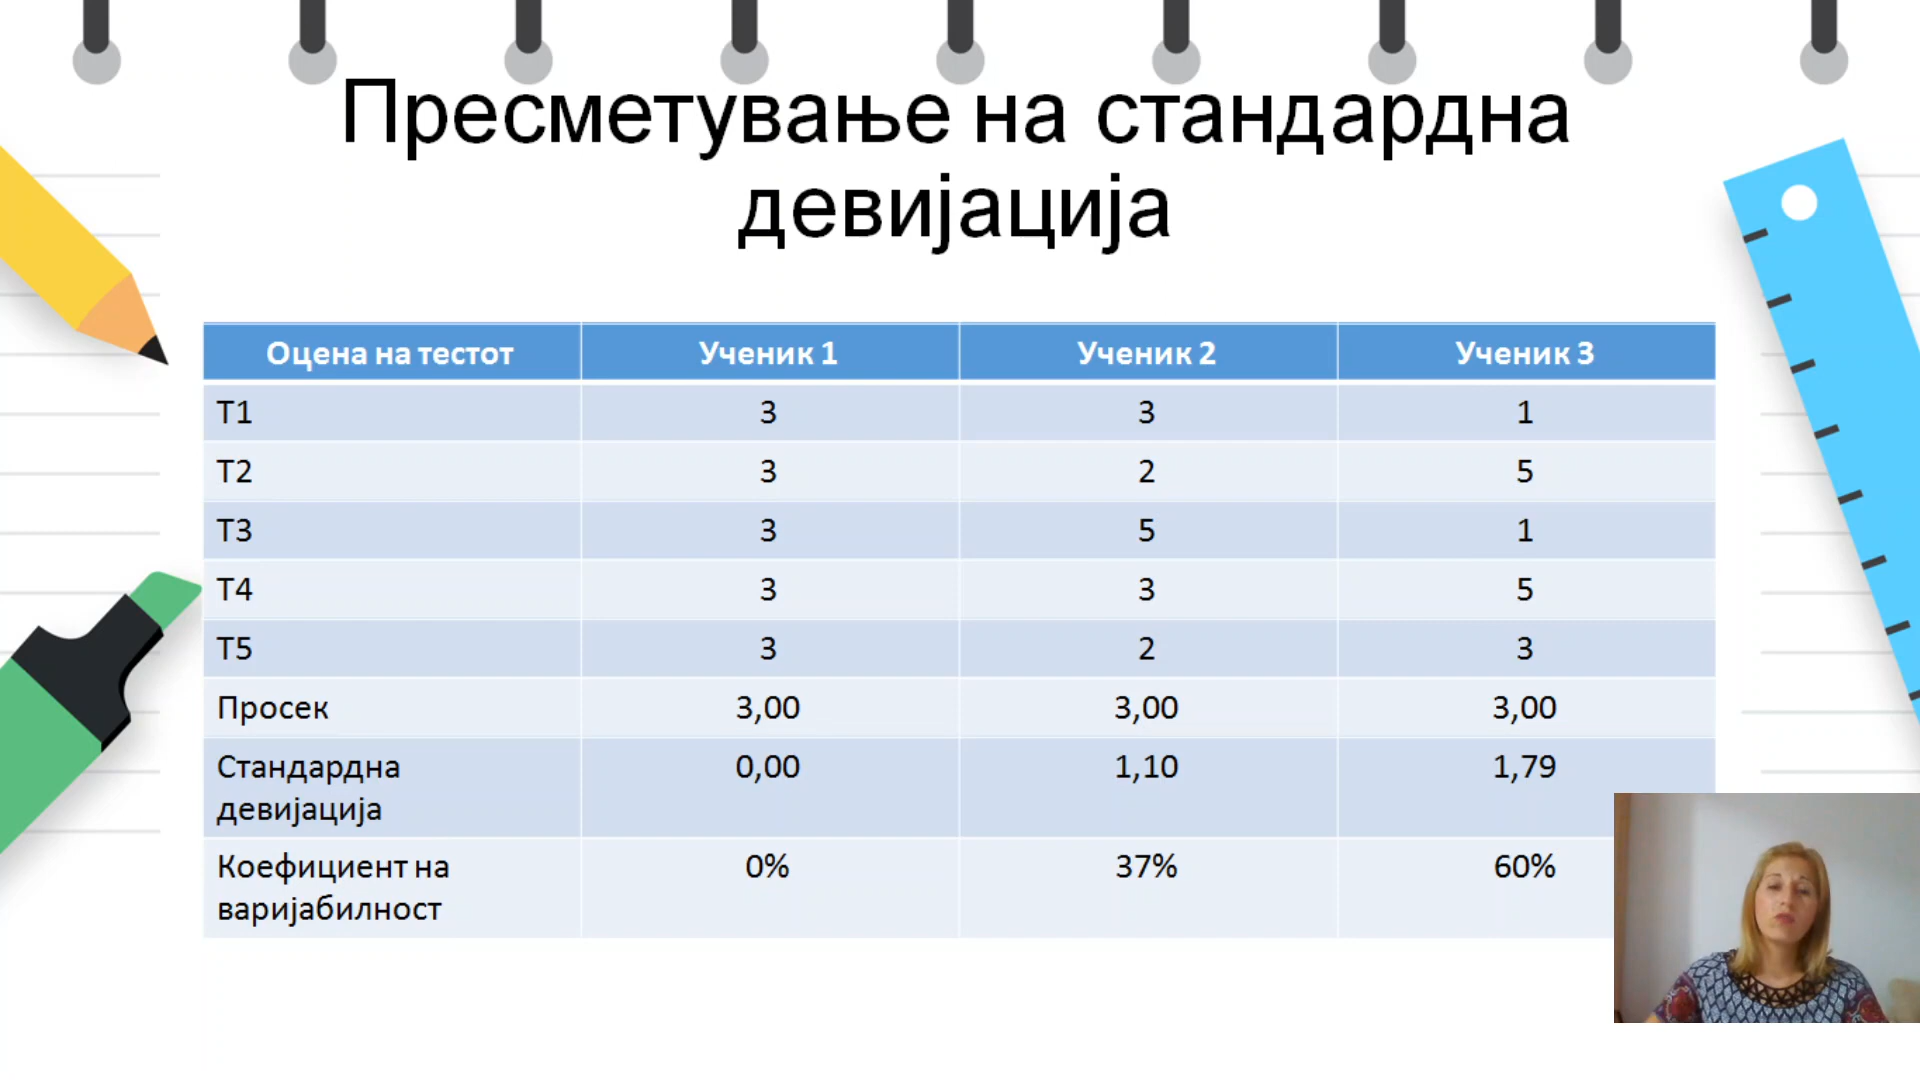 Пресметување на стандардна
девијација
Оцена на тестот Ученик 1 Ученик 2 Ученик 3
Т1 3 3 1
Т2 3 2 5
Т3 3 5 1
Т4 3 3 5
Т5 3 2 3
Просек 3,00 3,00 3,00
Стандардна
девијација 0,00 1,10 1,79
Коефициент на
варијабилност 0% 37% 60%